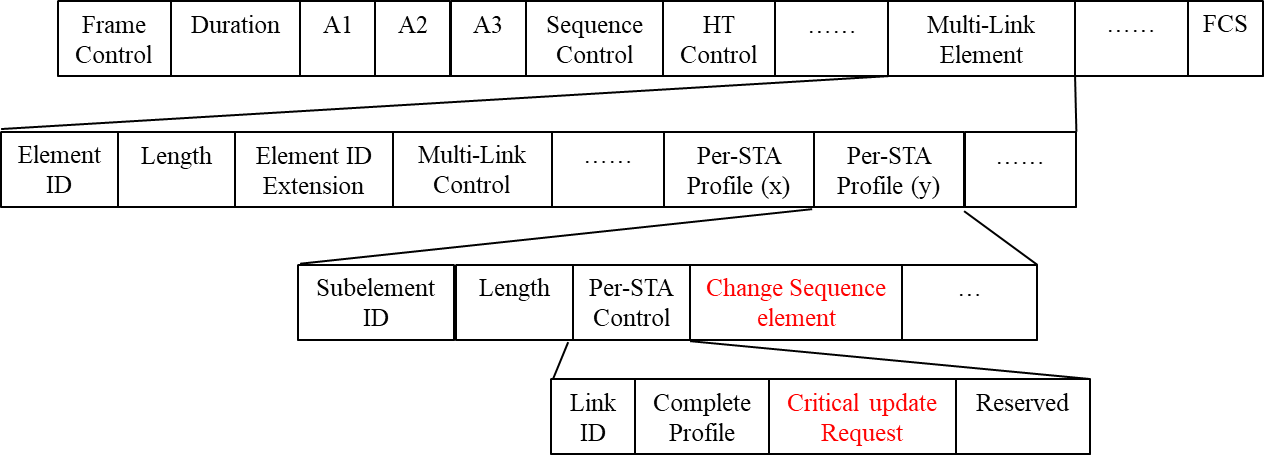 Frame Control
Duration
A1
A2
A3
Sequence Control
HT Control
……
Multi-Link Element
……
FCS
Element ID
Length
Element ID Extension
Multi-Link Control
……
Per-STA Profile (x)
Per-STA Profile (y)
……
Subelement ID
Length
Per-STA Control
Change Sequence element
…
Link ID
Complete Profile
Critical update Request
Reserved